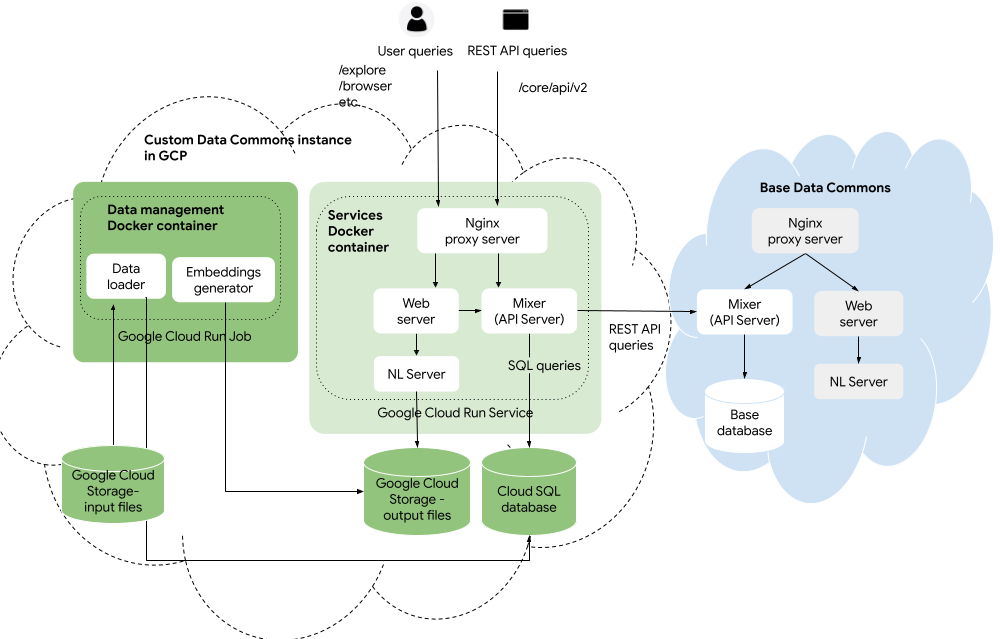 User queries
REST API queries
/explore
/browser
etc
/core/api/v2
Custom Data Commons instance
in GCP
Data management
Docker container
Data
loader
Embeddings
generator
Google Cloud Run Job
Services
Docker
container
Nginx
proxy server
Web
server
Mixer
(API Server)
NL Server
SQL queries
Google Cloud Run Service
REST API
queries
Google Cloud
Storage-
input files
Google Cloud
Storage -
output files
Cloud SQL
database
Base Data Commons
Nginx
proxy server
Mixer
(API Server)
Web
server
NL Server
Base
database